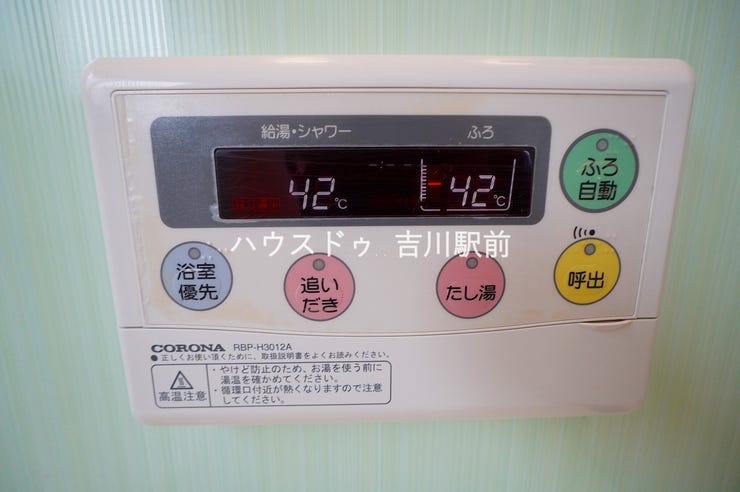 給湯・シャワー ふろ
42℃ 42℃
ふろ
自動
ハウスドゥ 吉川駅前
浴室
優先
追い
だき
たし湯
呼出
CORONA RBP-H3012A
●正しくお使い頂くために、取扱説明書をよくお読みください。
高温注意
・やけど防止のため、お湯を使う前に
湯温を確かめてください。
・循環口付近が熱くなりますので注意
してください。